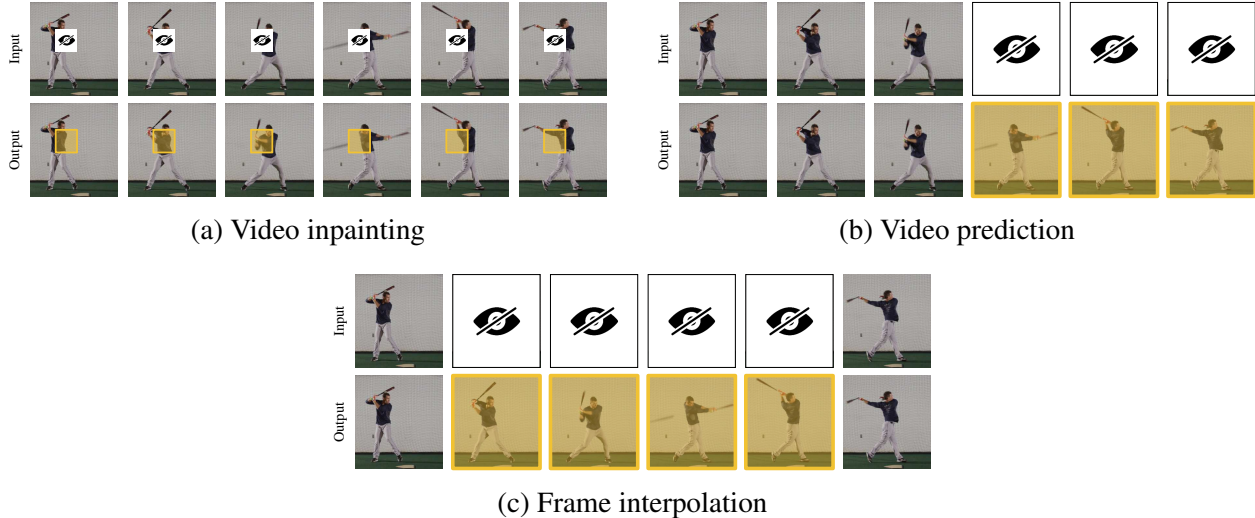 Input
Output
(a) Video inpainting
Input
Output
(b) Video prediction
Input
Output
(c) Frame interpolation